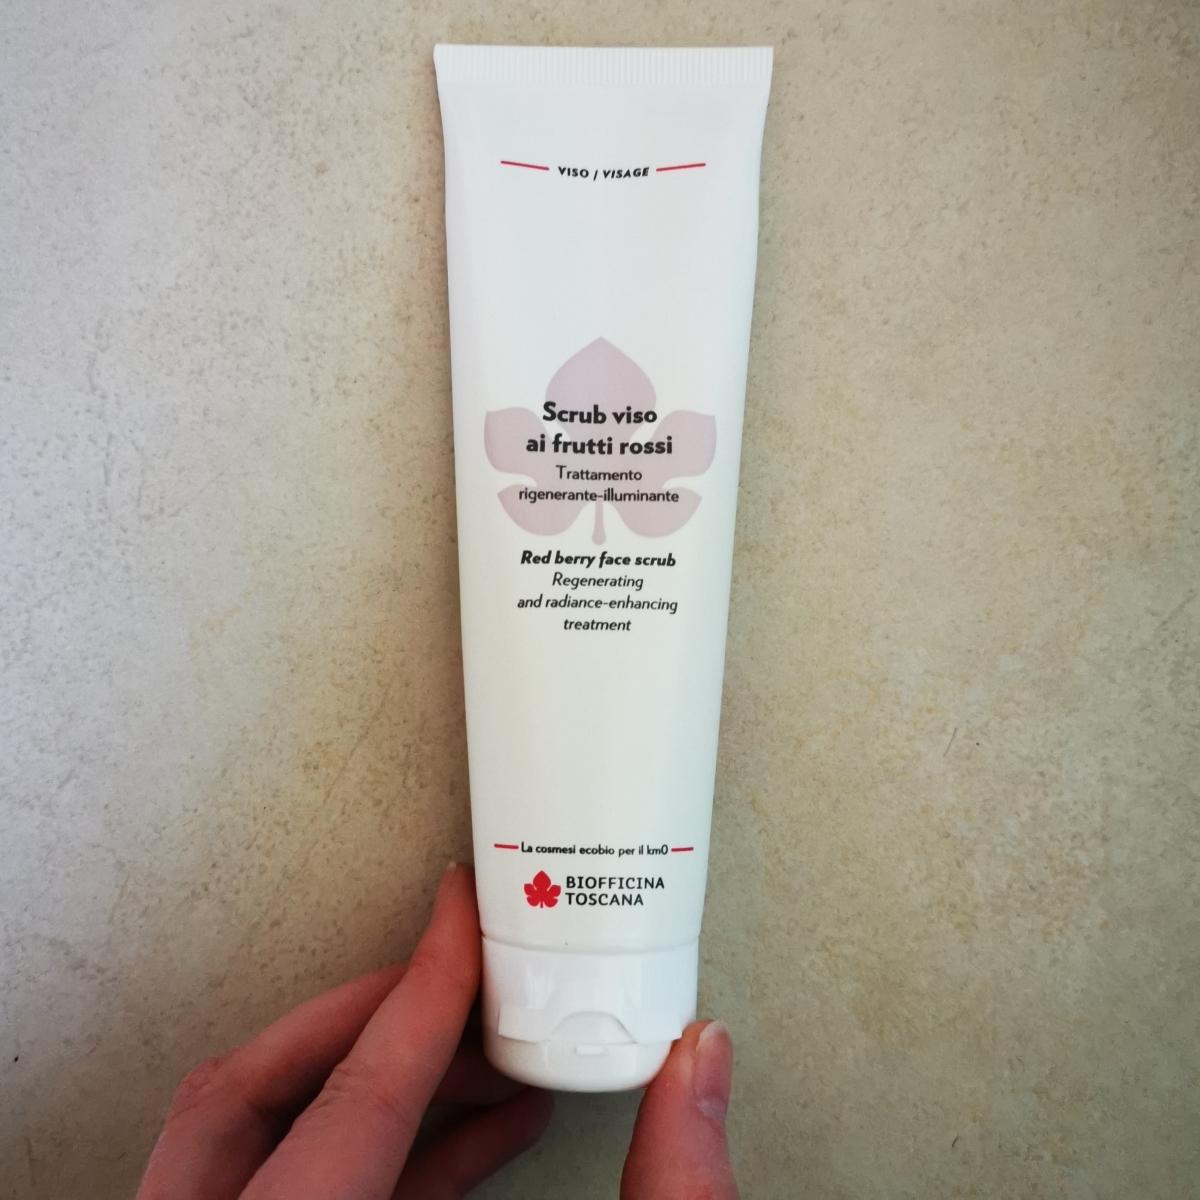 VISO / VISAGE
Scrub viso
ai frutti rossi
Trattamento
rigenerante-illuminante
Red berry face scrub
Regenerating
and radiance-enhancing
treatment
La cosmesi ecobio per il km0
BIOFFICINA
TOSCANA